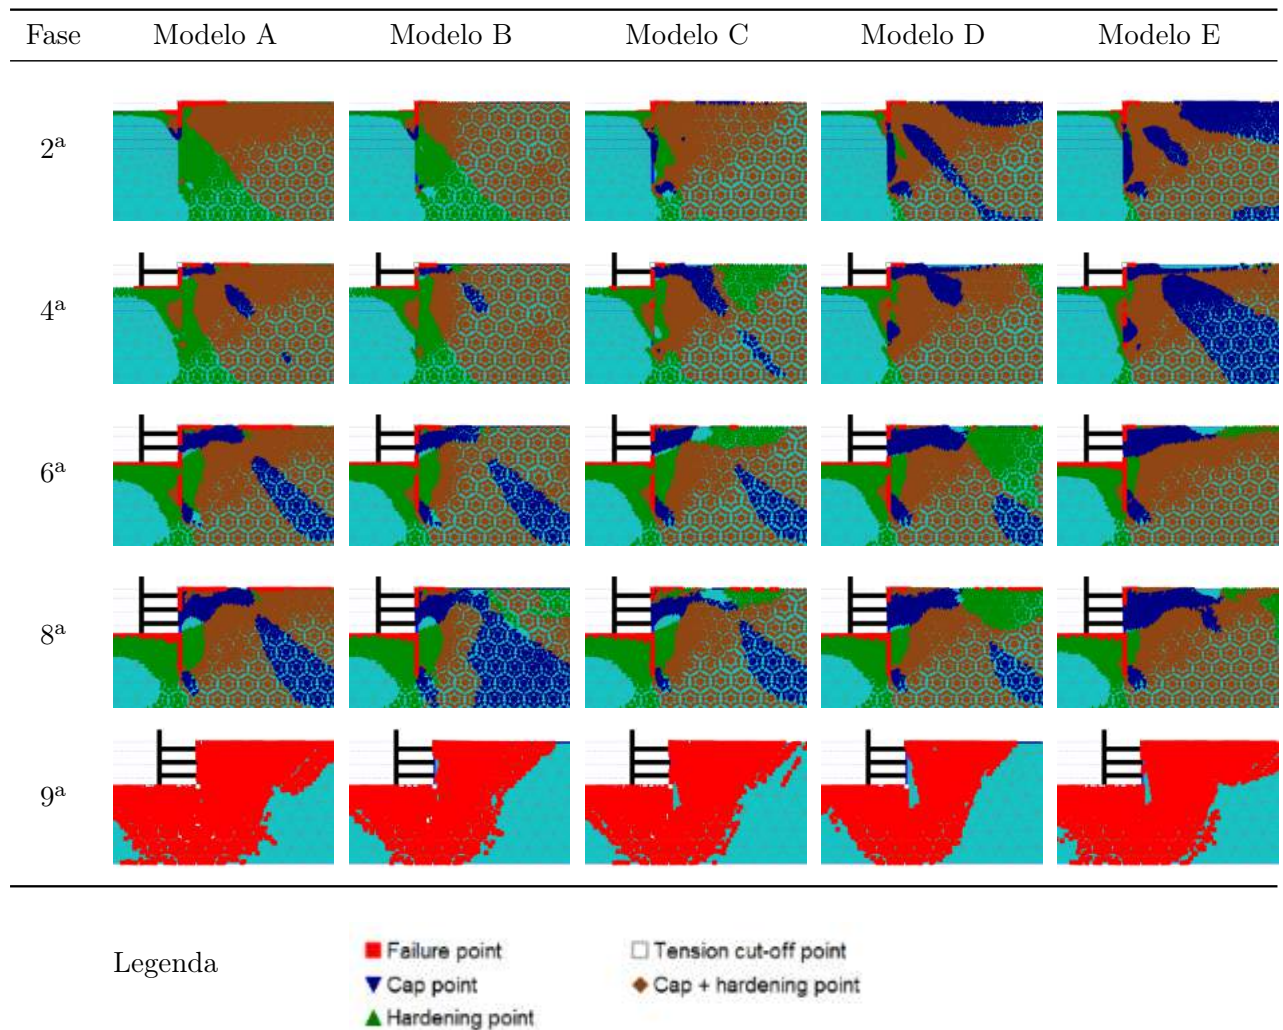 Fase Modelo A Modelo B Modelo C Modelo D Modelo E
2ª
4ª
6ª
8ª
9ª
Legenda
Failure point
Tension cut-off point
Cap point
Cap + hardening point
Hardening point